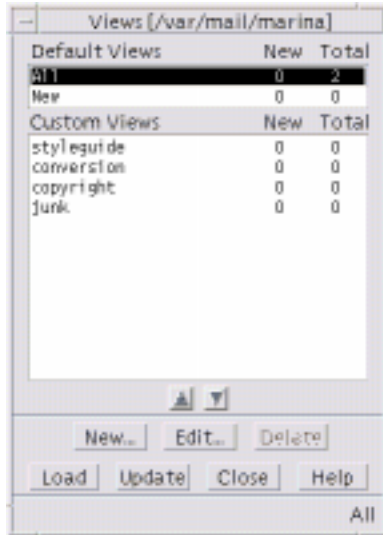 Views [/var/mail/marina]
Default Views New Total
All 0 2
New 0 0
Custom Views New Total
styleguide 0 0
conversion 0 0
copyright 0 0
junk 0 0
New... Edit... Delete
Load Update Close Help
All